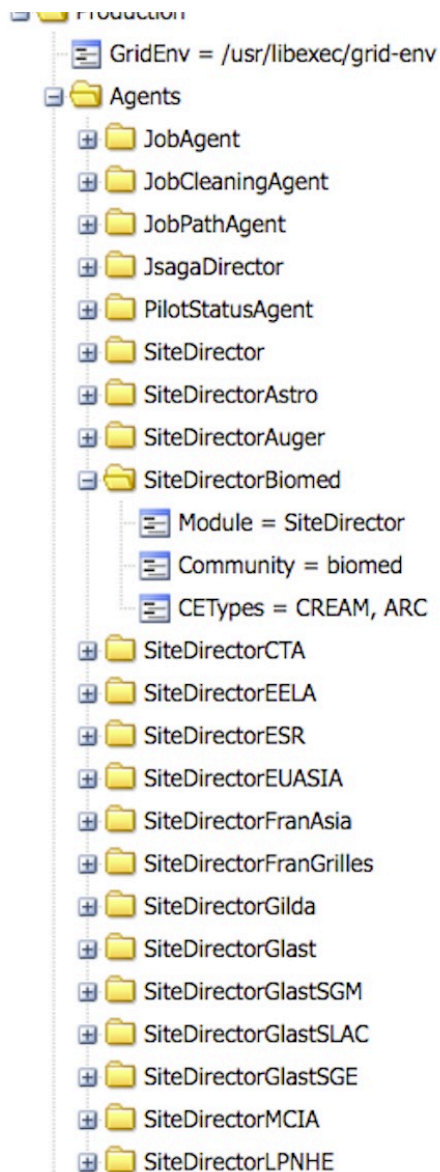 Production
GridEnv = /usr/libexec/grid-env
Agents
JobAgent
JobCleaningAgent
JobPathAgent
JsagaDirector
PilotStatusAgent
SiteDirector
SiteDirectorAstro
SiteDirectorAuger
SiteDirectorBiomed
Module = SiteDirector
Community = biomed
CETypes = CREAM, ARC
SiteDirectorCTA
SiteDirectorEELA
SiteDirectorESR
SiteDirectorEUASIA
SiteDirectorFranAsia
SiteDirectorFranGrilles
SiteDirectorGilda
SiteDirectorGlast
SiteDirectorGlastSGM
SiteDirectorGlastSLAC
SiteDirectorGlastSGE
SiteDirectorMCIA
SiteDirectorLPNHE